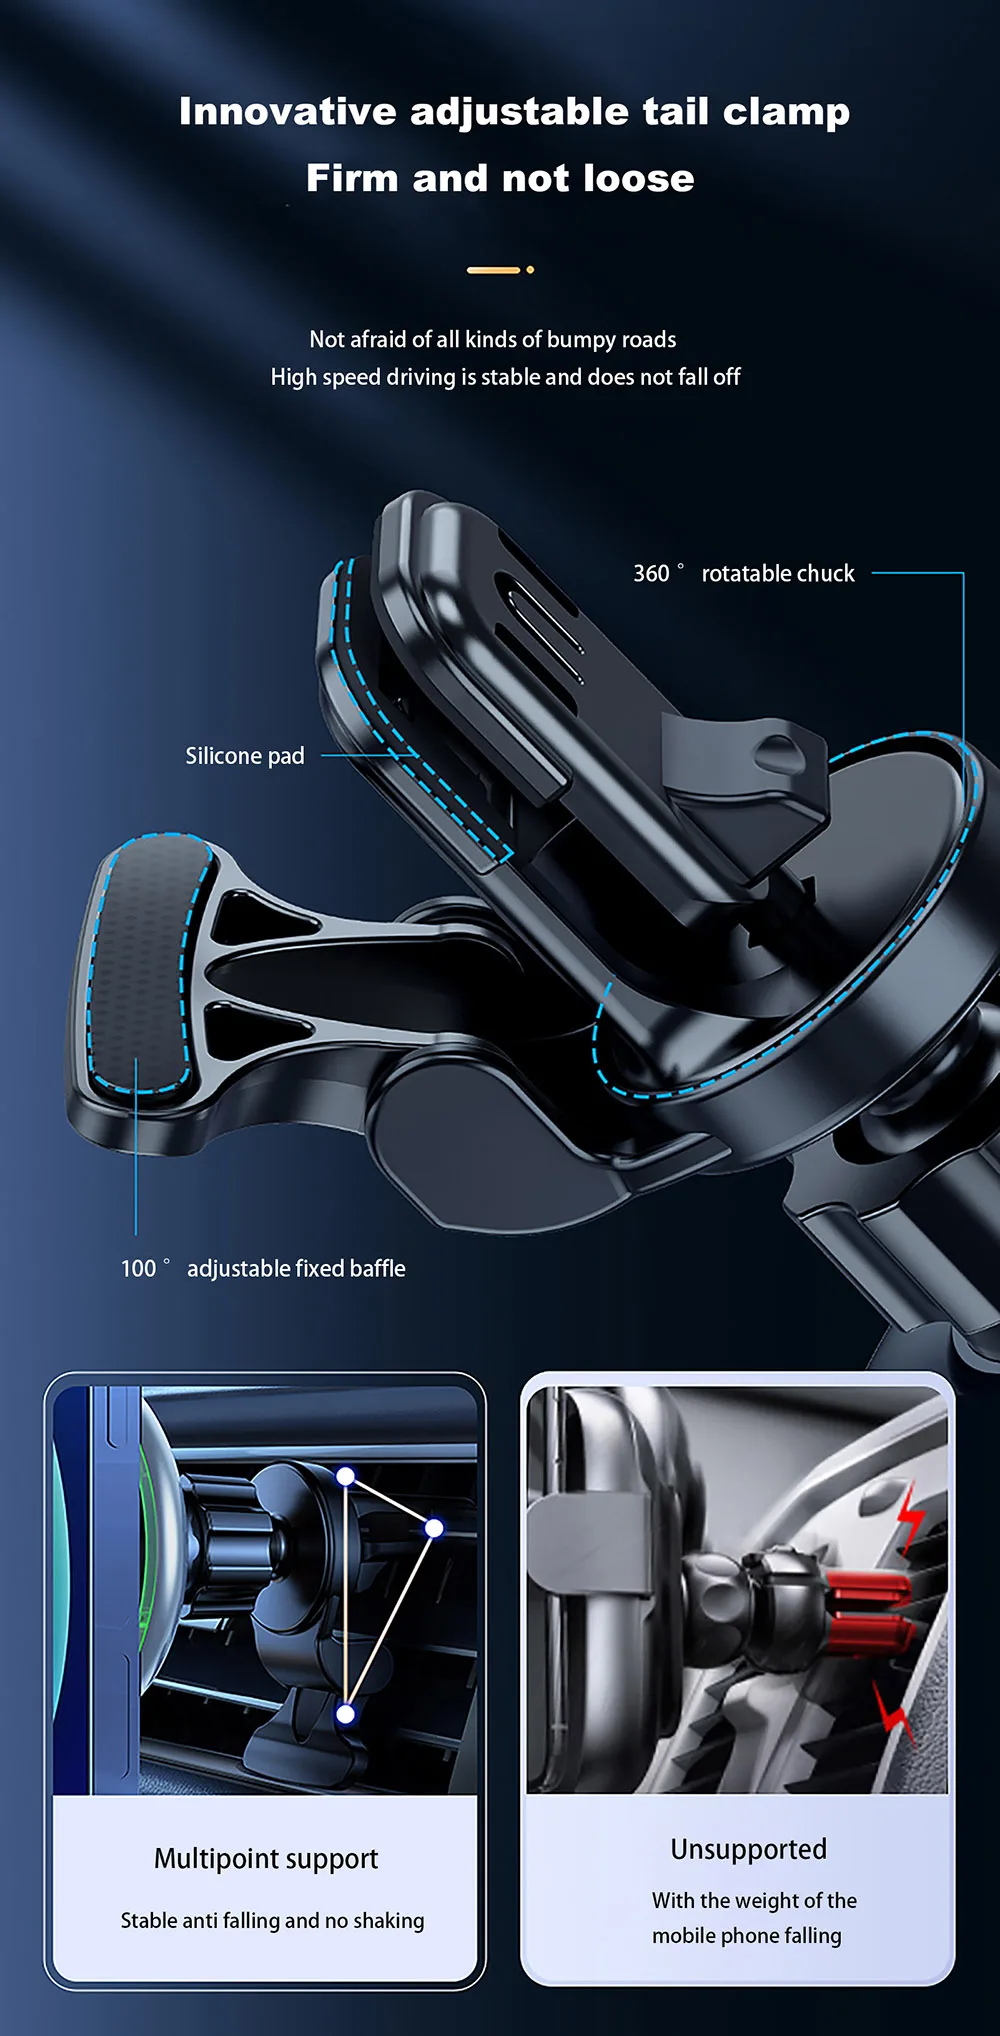 Innovative adjustable tail clamp
Firm and not loose
Not afraid of all kinds of bumpy roads
High speed driving is stable and does not fall off
360° rotatable chuck
Silicone pad
100° adjustable fixed baffle
Multipoint support
Stable anti falling and no shaking
Unsupported
With the weight of the
mobile phone falling